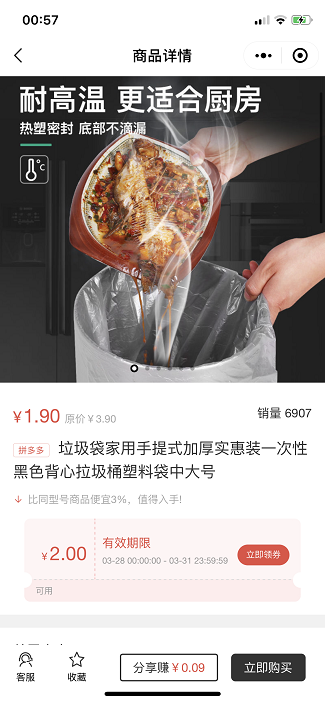 00:57
商品详情
耐高温 更适合厨房
热塑密封 底部不滴漏
°C
¥1.90 原价¥3.90
销量 6907
拼多多 垃圾袋家用手提式加厚实惠装一次性
黑色背心垃圾桶塑料袋中大号
比同型号商品便宜3%，值得入手!
¥2.00
有效期限
03-28 00:00:00 - 03-31 23:59:59
立即领券
可用
客服
收藏
分享赚¥0.09
立即购买